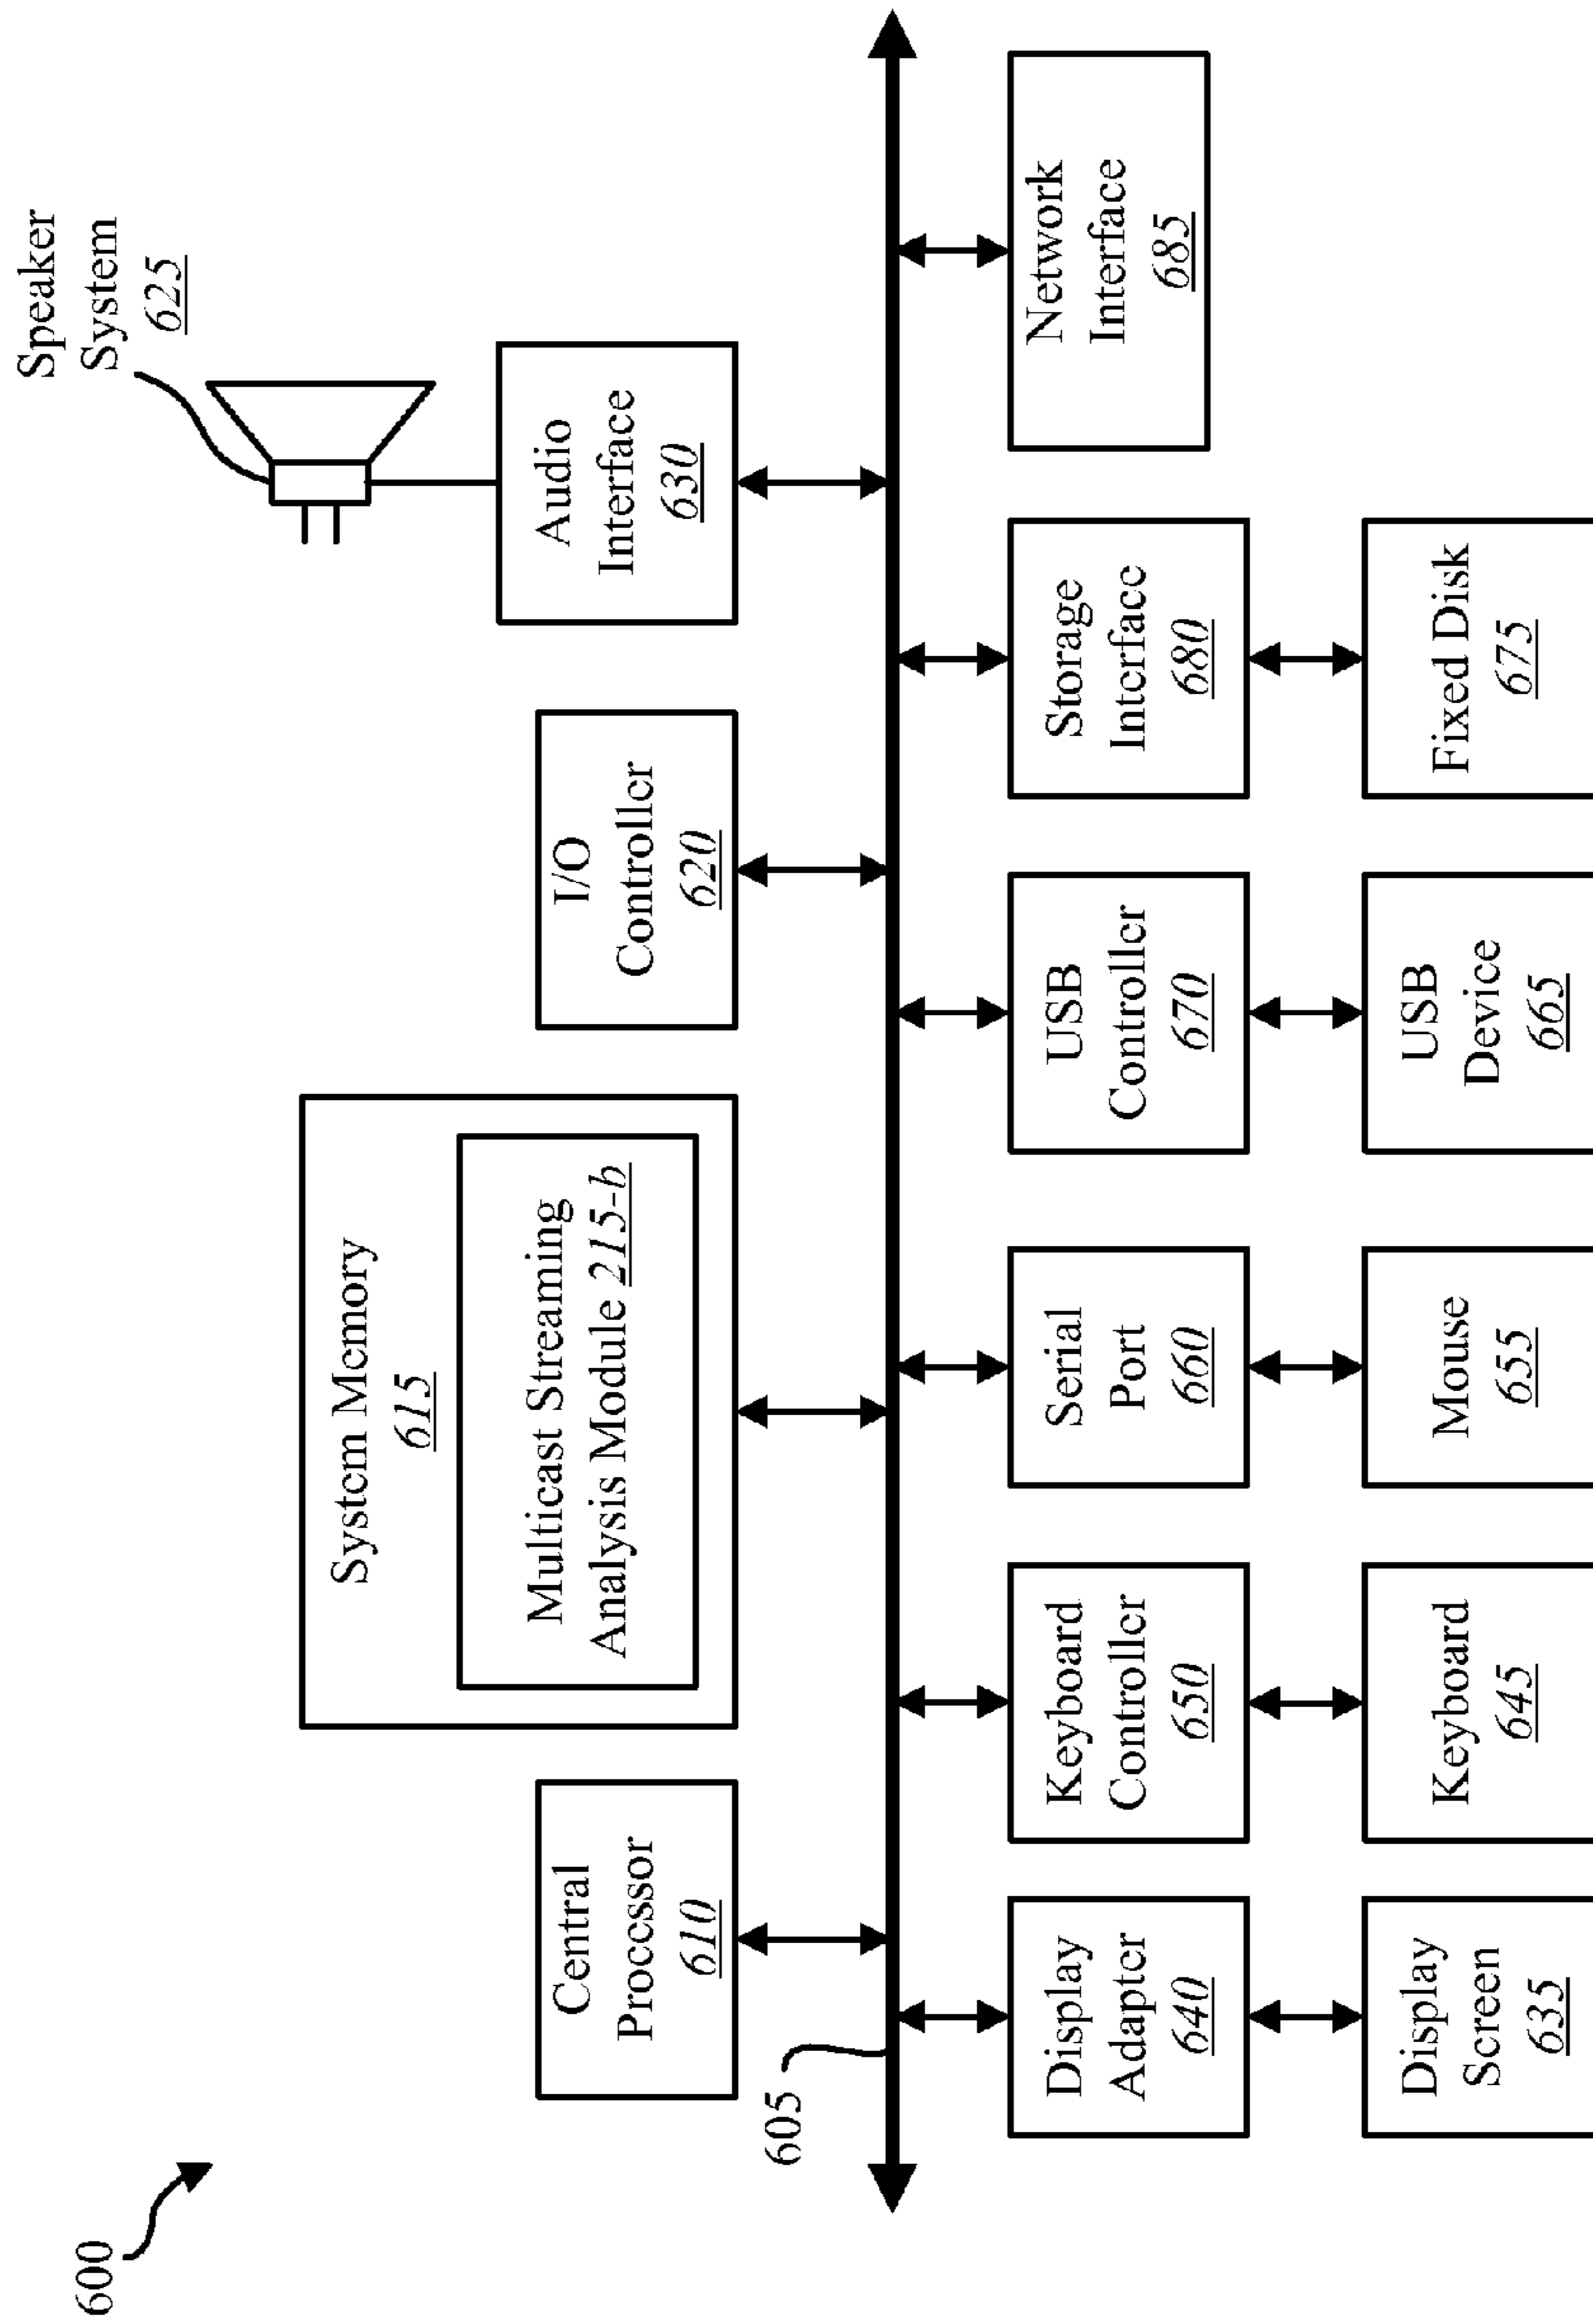 600
Speaker
System
625
Central
Processor
610
System Memory
615
Multicast Streaming
Analysis Module 215-b
I/O
Controller
620
Audio
Interface
630
605
Display
Adapter
640
Keyboard
Controller
650
Serial
Port
660
USB
Controller
670
Storage
Interface
680
Network
Interface
685
Display
Screen
635
Keyboard
645
Mouse
655
USB
Device
665
Fixed Disk
675